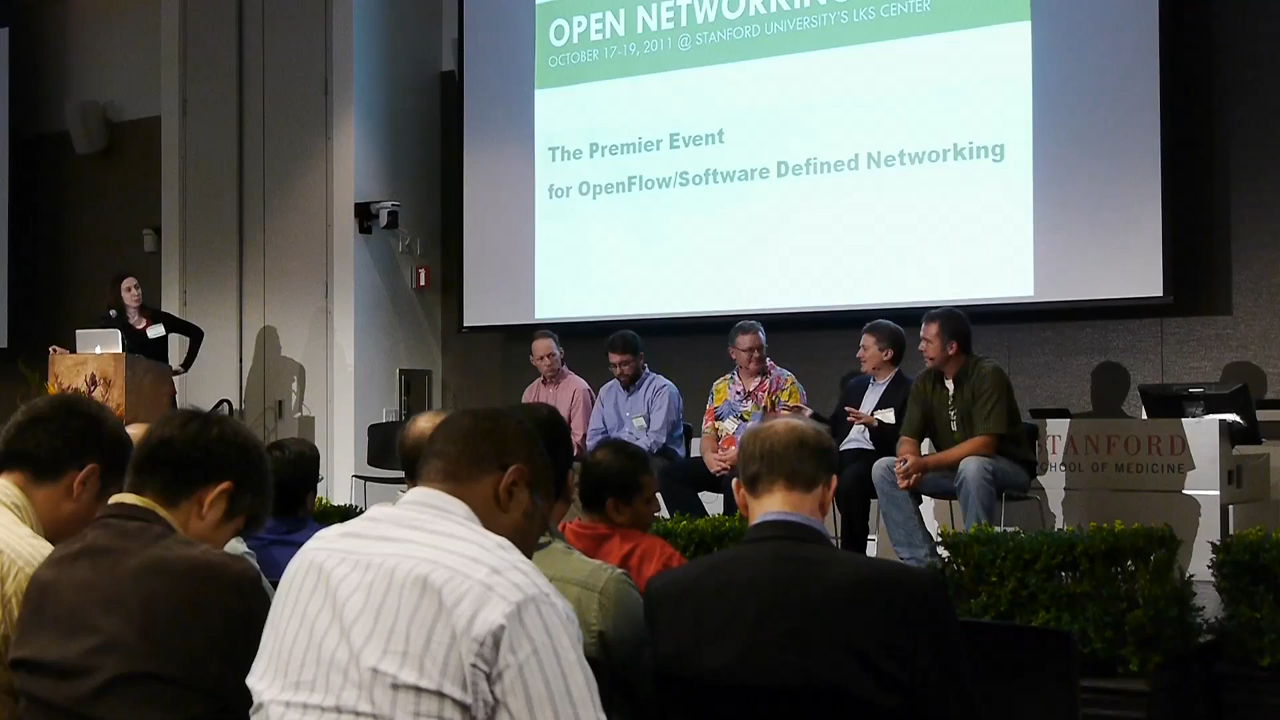 OPEN NETWORKING
OCTOBER 17-19, 2011 @ STANFORD UNIVERSITY'S LKS CENTER
The Premier Event
for OpenFlow/Software Defined Networking
STANFORD
SCHOOL OF MEDICINE